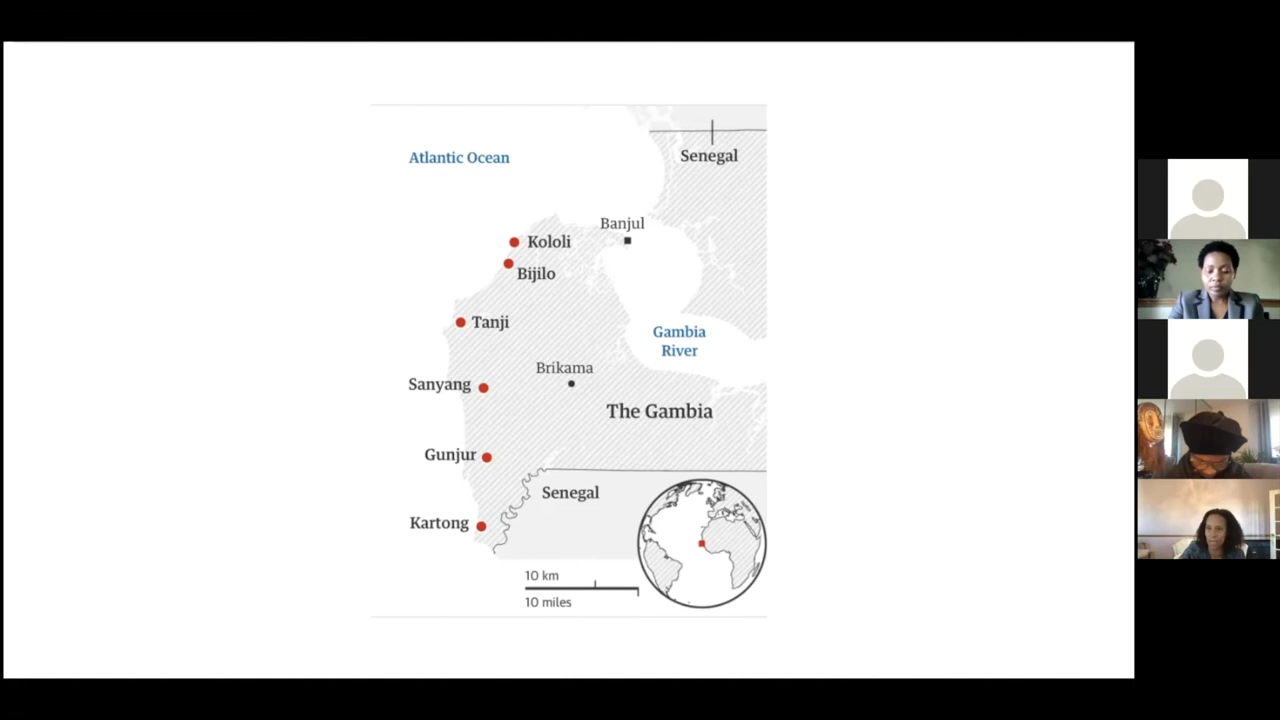 Atlantic Ocean
Senegal
Banjul
Kololi
Bijilo
Tanji
Gambia
River
Brikama
Sanyang
The Gambia
Gunjur
Senegal
Kartong
10 km
10 miles